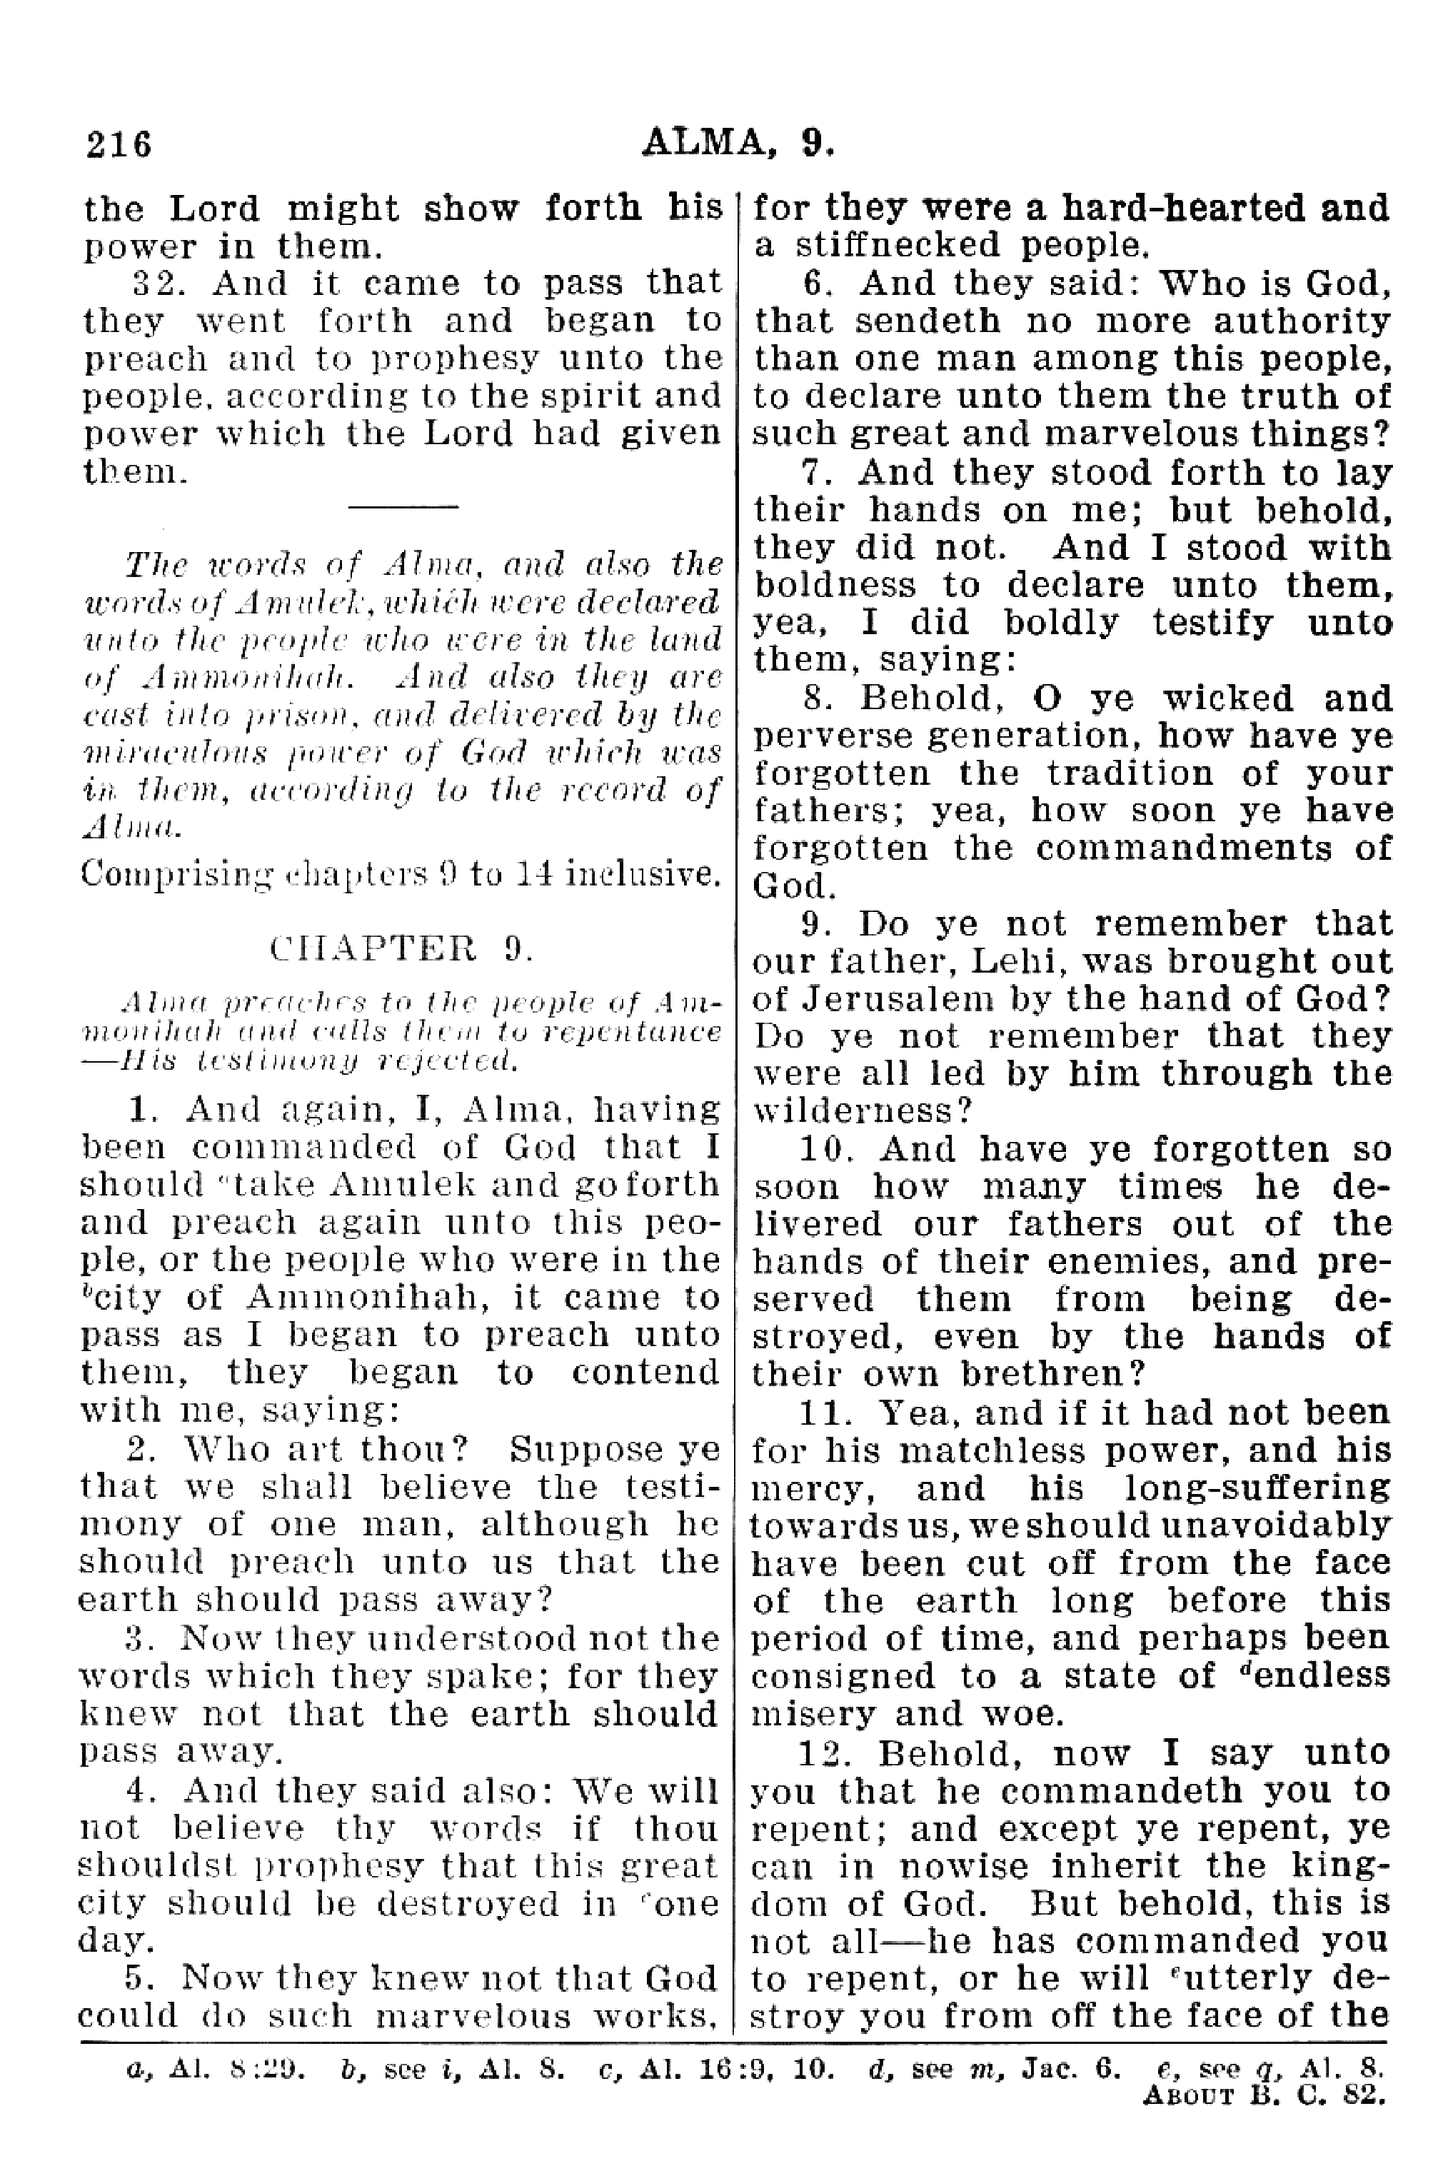 216
ALMA, 9.
the Lord might show forth his
power in them.
32. And it came to pass that
they went forth and began to
preach and to prophesy unto the
people, according to the spirit and
power which the Lord had given
them.
The words of Alma, and also the
words of Amulek, which were declared
unto the people who were in the land
of Ammonihah. And also they are
cast into prison, and delivered by the
miraculous power of God which was
in them, according to the record of
Alma.
Comprising chapters 9 to 14 inclusive.
CHAPTER 9.
Alma preaches to the people of Am-
monihah and calls them to repentance
—His testimony rejected.
1. And again, I, Alma, having
been commanded of God that I
should ᵃtake Amulek and go forth
and preach again unto this peo-
ple, or the people who were in the
ᵇcity of Ammonihah, it came to
pass as I began to preach unto
them, they began to contend
with me, saying:
2. Who art thou? Suppose ye
that we shall believe the testi-
mony of one man, although he
should preach unto us that the
earth should pass away?
3. Now they understood not the
words which they spake; for they
knew not that the earth should
pass away.
4. And they said also: We will
not believe thy words if thou
shouldst prophesy that this great
city should be destroyed in ᶜone
day.
5. Now they knew not that God
could do such marvelous works,
for they were a hard-hearted and
a stiffnecked people.
6. And they said: Who is God,
that sendeth no more authority
than one man among this people,
to declare unto them the truth of
such great and marvelous things?
7. And they stood forth to lay
their hands on me; but behold,
they did not. And I stood with
boldness to declare unto them,
yea, I did boldly testify unto
them, saying:
8. Behold, O ye wicked and
perverse generation, how have ye
forgotten the tradition of your
fathers; yea, how soon ye have
forgotten the commandments of
God.
9. Do ye not remember that
our father, Lehi, was brought out
of Jerusalem by the hand of God?
Do ye not remember that they
were all led by him through the
wilderness?
10. And have ye forgotten so
soon how many times he de-
livered our fathers out of the
hands of their enemies, and pre-
served them from being de-
stroyed, even by the hands of
their own brethren?
11. Yea, and if it had not been
for his matchless power, and his
mercy, and his long-suffering
towards us, we should unavoidably
have been cut off from the face
of the earth long before this
period of time, and perhaps been
consigned to a state of ᵈendless
misery and woe.
12. Behold, now I say unto
you that he commandeth you to
repent; and except ye repent, ye
can in nowise inherit the king-
dom of God. But behold, this is
not all—he has commanded you
to repent, or he will ᵉutterly de-
stroy you from off the face of the
a, Al. 8:29. b, see i, Al. 8. c, Al. 16:9, 10. d, see m, Jac. 6. e, see q, Al. 8.
ABOUT B. C. 82.